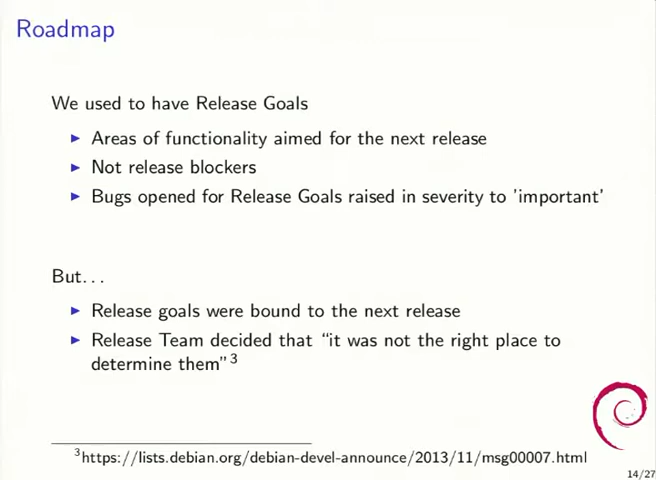 Roadmap
We used to have Release Goals
▶ Areas of functionality aimed for the next release
▶ Not release blockers
▶ Bugs opened for Release Goals raised in severity to 'important'
But...
▶ Release goals were bound to the next release
▶ Release Team decided that “it was not the right place to
determine them”3
3https://lists.debian.org/debian-devel-announce/2013/11/msg00007.html
14/27